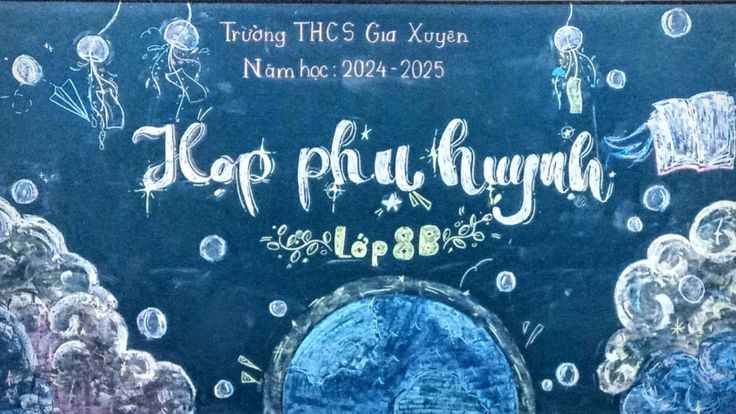 Trường THCS Gia Xuyên
Năm học: 2024-2025
Họp phụ huynh
Lớp 8B